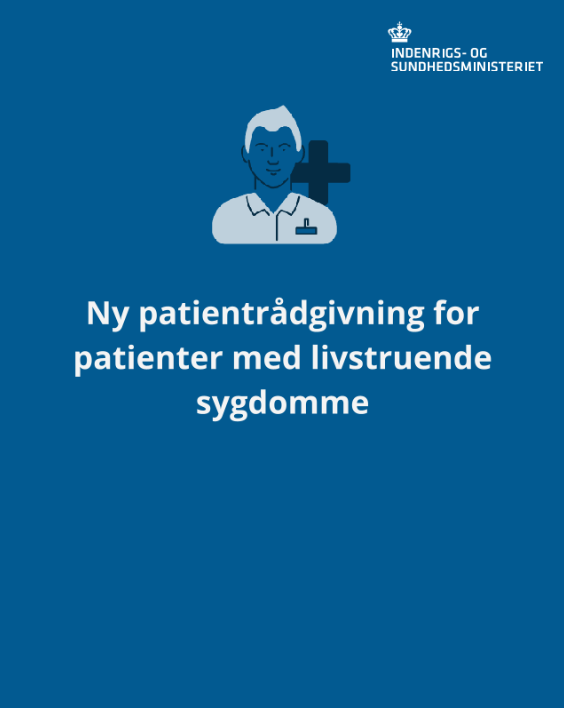 INDENRIGS- OG
SUNDHEDSMINISTERIET
Ny patientrådgivning for
patienter med livstruende
sygdomme